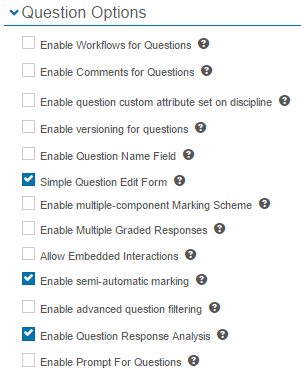 Question Options
Enable Workflows for Questions
Enable Comments for Questions
Enable question custom attribute set on discipline
Enable versioning for questions
Enable Question Name Field
Simple Question Edit Form
Enable multiple-component Marking Scheme
Enable Multiple Graded Responses
Allow Embedded Interactions
Enable semi-automatic marking
Enable advanced question filtering
Enable Question Response Analysis
Enable Prompt For Questions